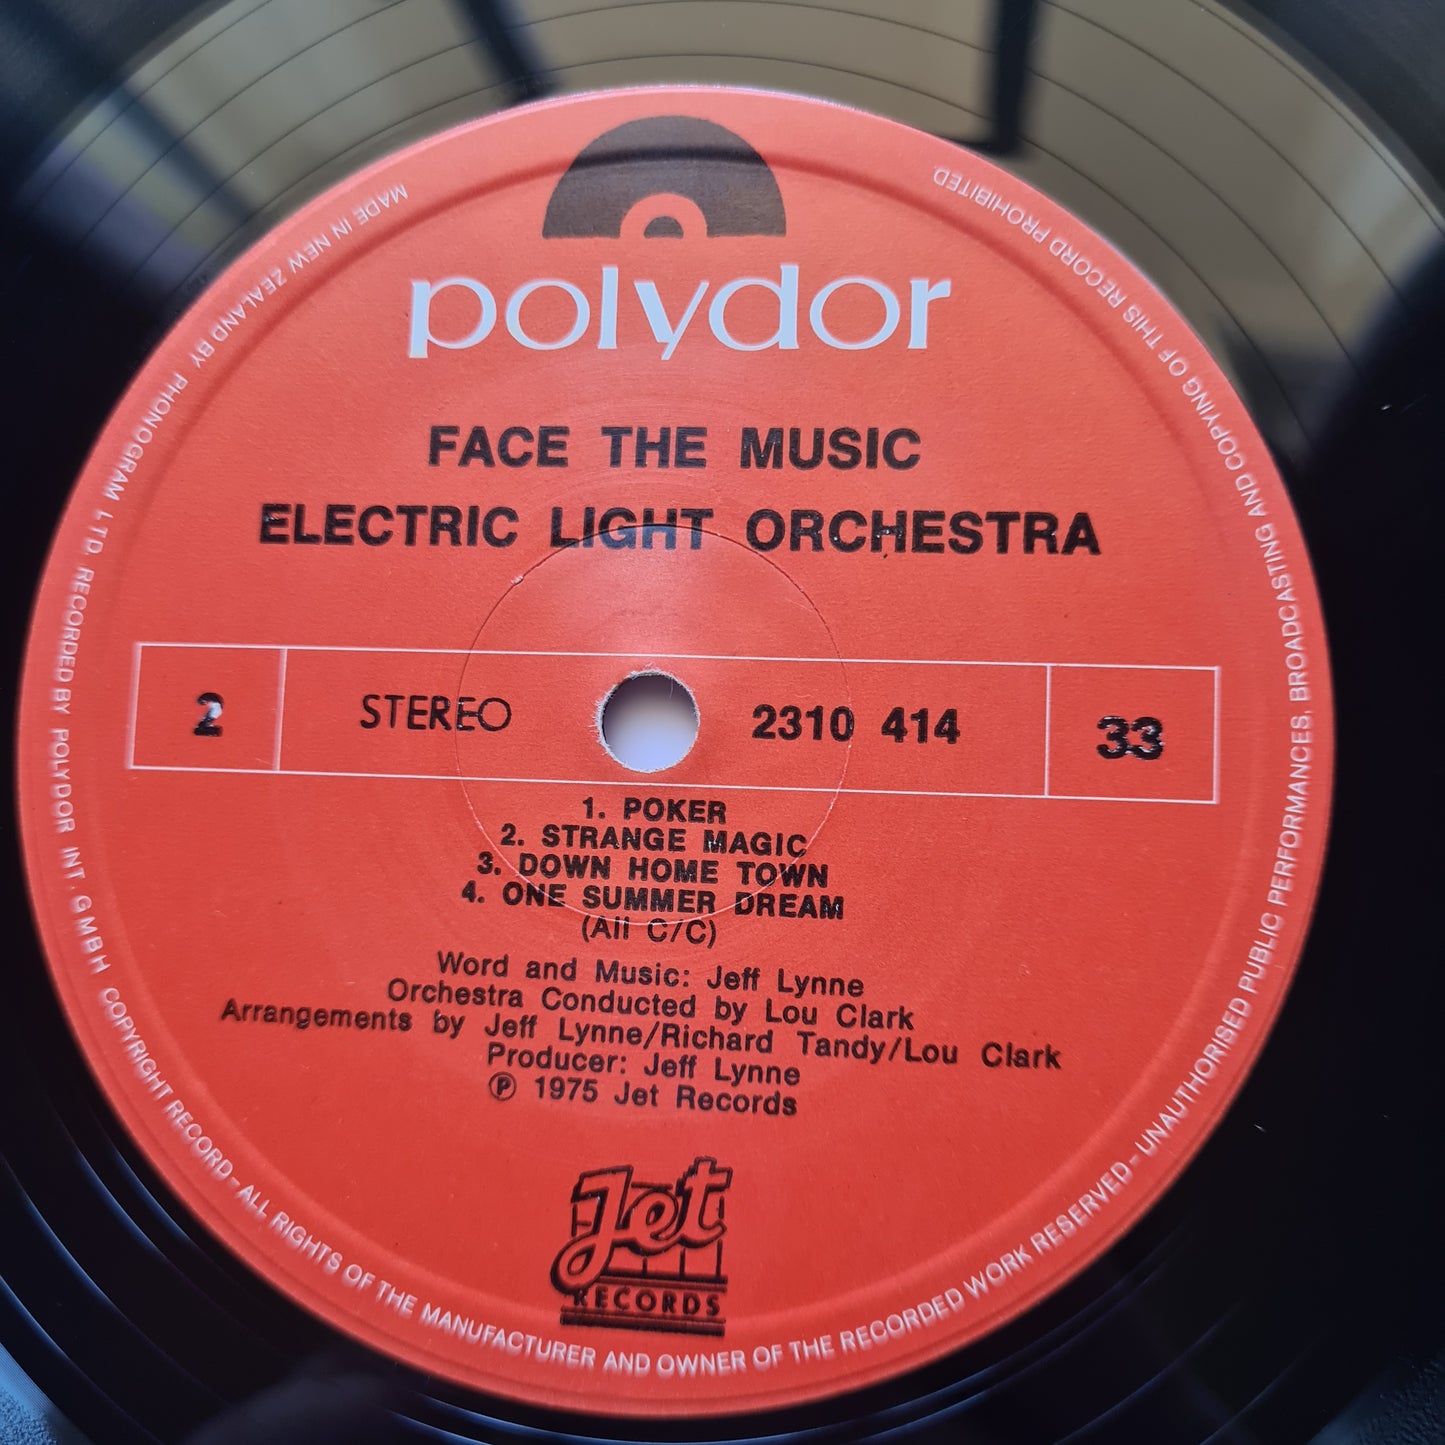 polydor
FACE THE MUSIC
ELECTRIC LIGHT ORCHESTRA
2 STEREO 2310 414 33
1. POKER
2. STRANGE MAGIC
3. DOWN HOME TOWN
4. ONE SUMMER DREAM
(All C/C)
Word and Music: Jeff Lynne
Orchestra Conducted by Lou Clark
Arrangements by Jeff Lynne/Richard Tandy/Lou Clark
Producer: Jeff Lynne
℗ 1975 Jet Records
Jet
RECORDS
MADE IN NEW ZEALAND BY PHONOGRAM LTD. RECORDED BY POLYDOR INT. GMBH COPYRIGHT RECORD - ALL RIGHTS OF THE MANUFACTURER AND OWNER OF THE RECORDED WORK RESERVED - UNAUTHORISED PUBLIC PERFORMANCES, BROADCASTING AND COPYING OF THIS RECORD PROHIBITED